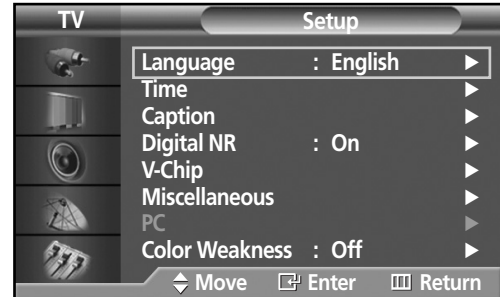 TV Setup
Language : English
Time
Caption
Digital NR : On
V-Chip
Miscellaneous
PC
Color Weakness : Off
Move Enter Return